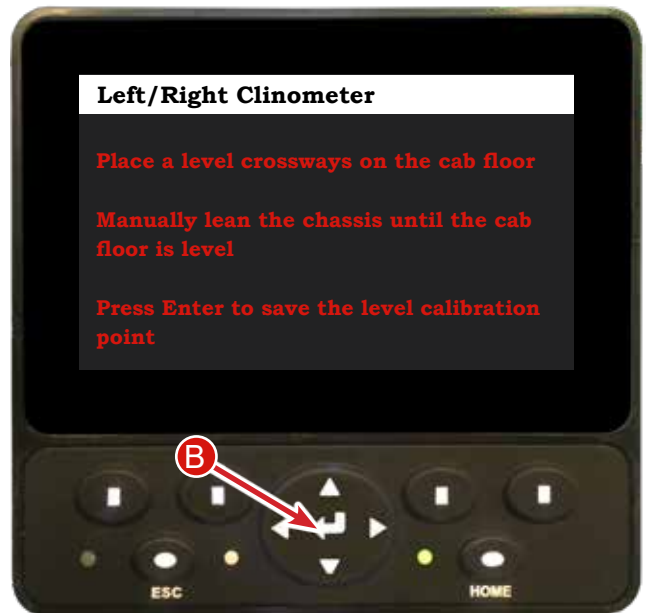 Left/Right Clinometer
Place a level crossways on the cab floor
Manually lean the chassis until the cab
floor is level
Press Enter to save the level calibration
point
B
ESC
HOME